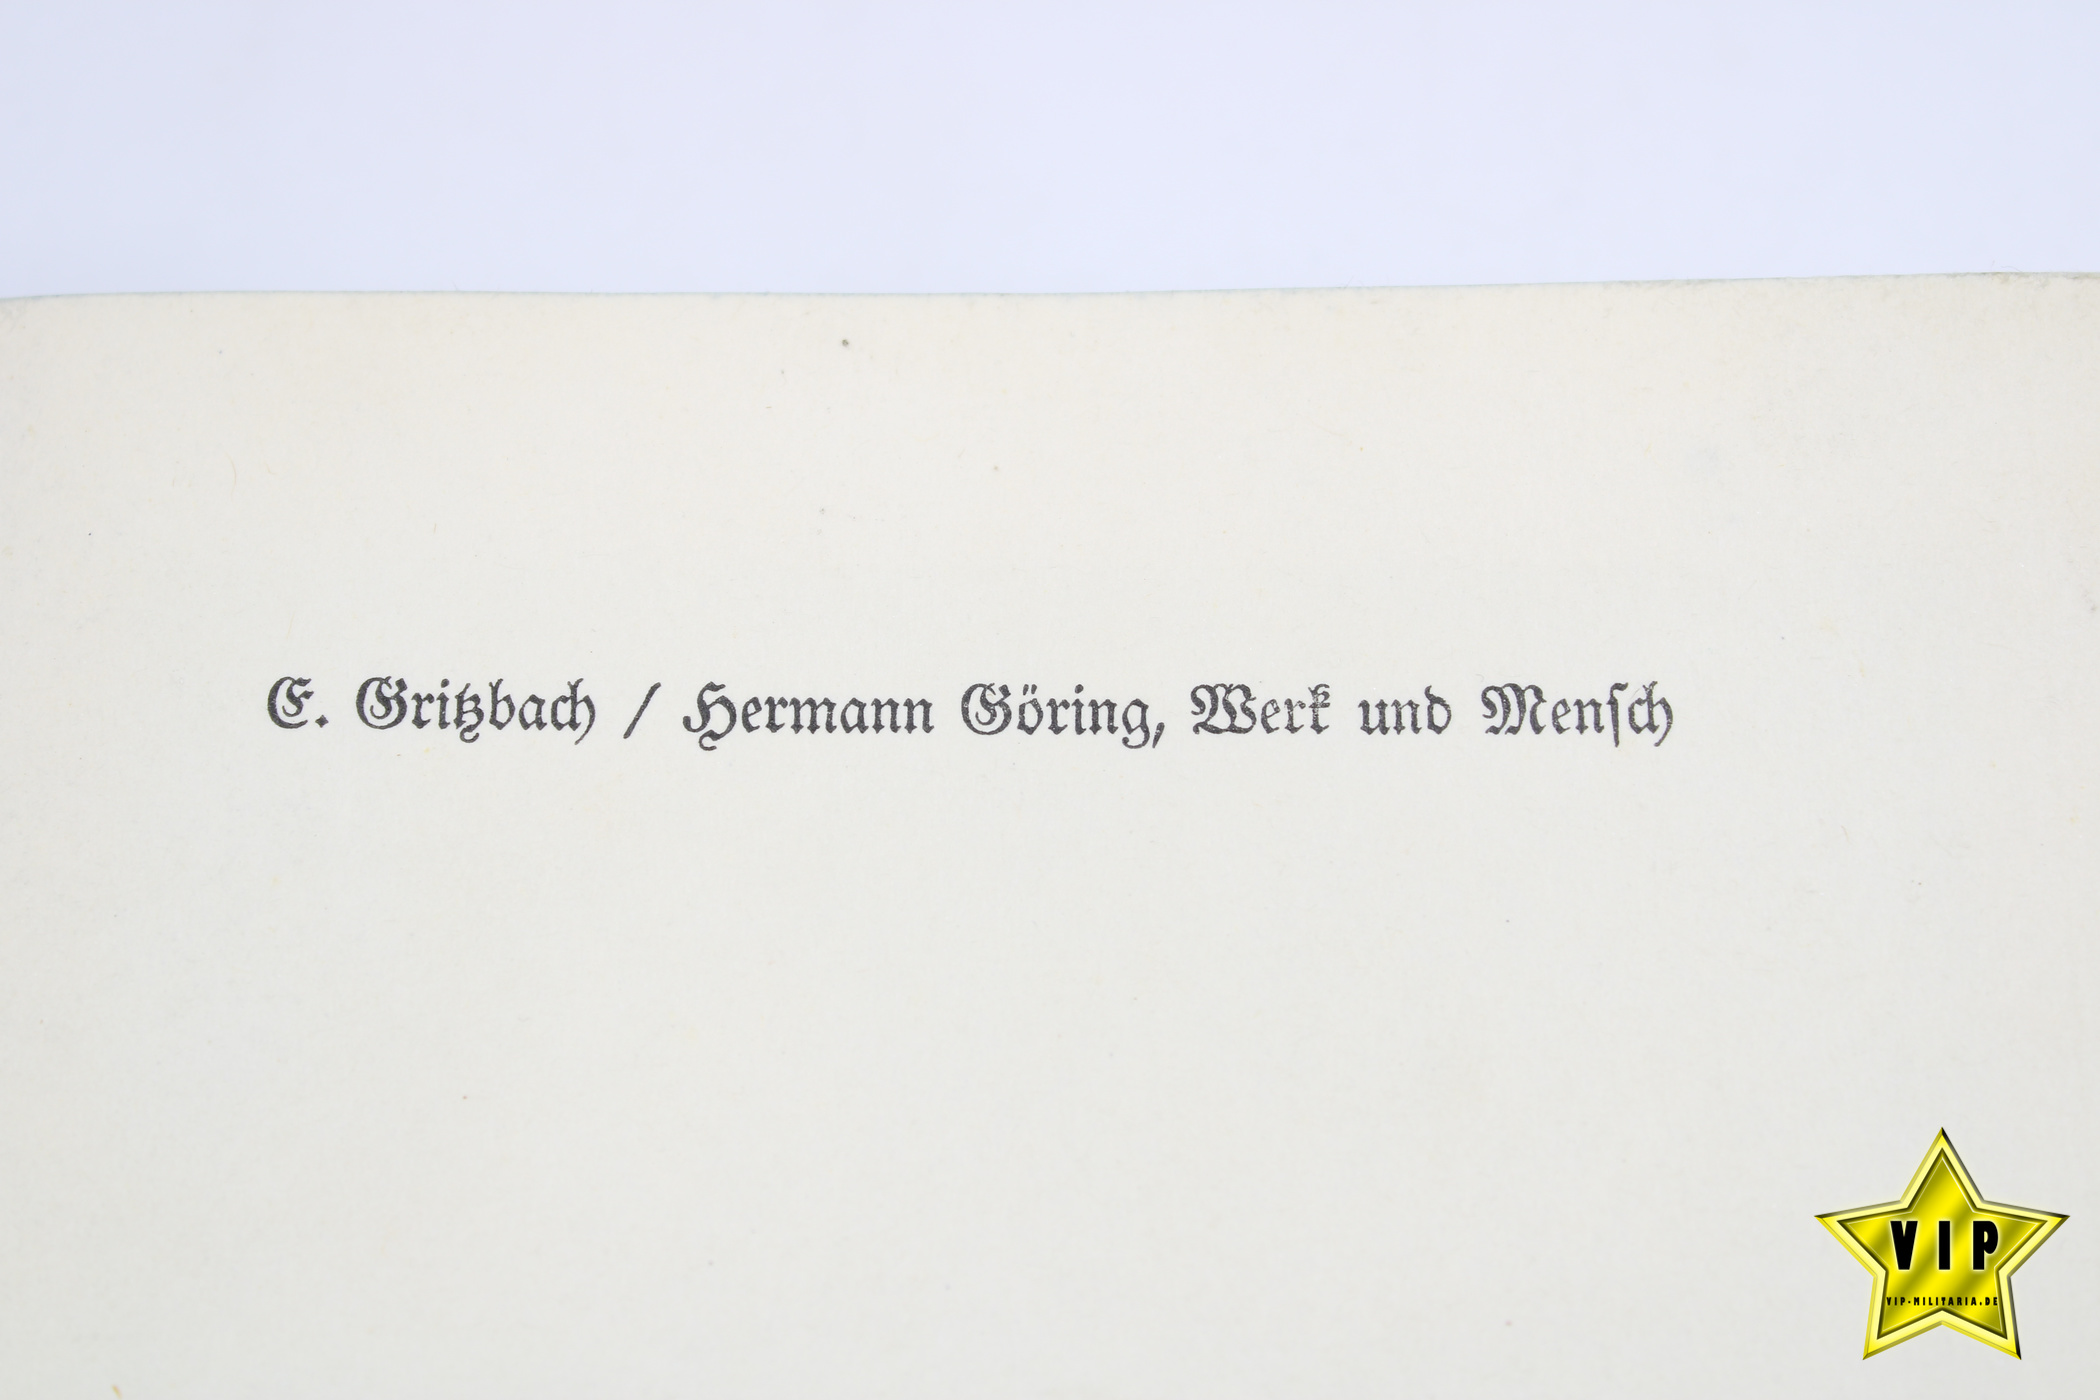 E. Gritzbach / Hermann Göring, Werk und Menſch
VIP
VIP-MILITARIA.DE